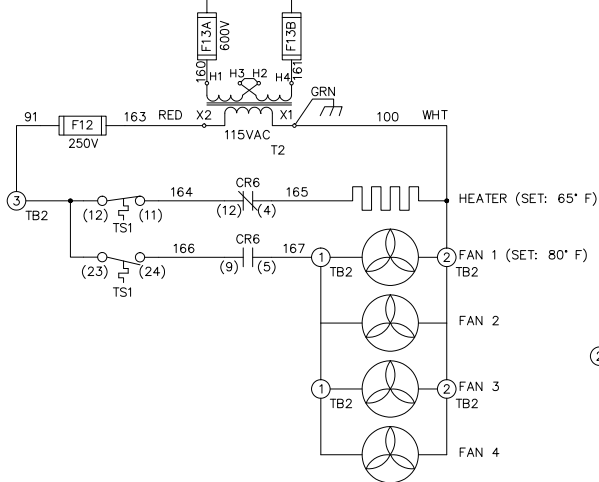 F13A
600V
F13B
160
161
H1 H3 H2 H4
GRN
91 F12 163 RED X2 X1 100 WHT
250V 115VAC
T2
3 TB2
164 CR6 165 HEATER (SET: 65° F)
(12) (11) (12) (4)
TS1
166 CR6 167 1 2 FAN 1 (SET: 80° F)
(23) (24) (9) (5) TB2 TB2
TS1
FAN 2
2
1 2 FAN 3
TB2 TB2
FAN 4